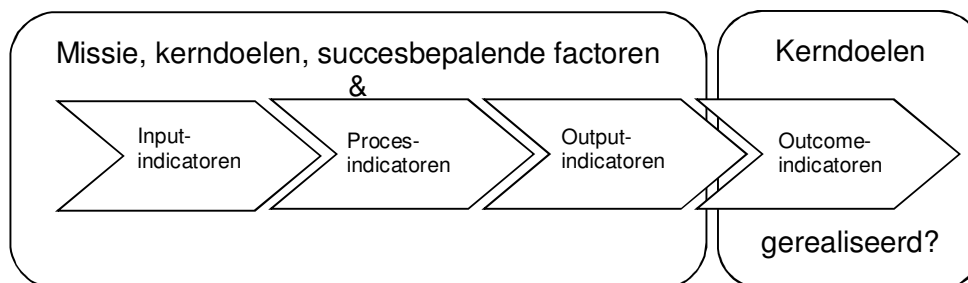 Missie, kerndoelen, succesbepalende factoren
&
Kerndoelen
Input-
indicatoren
Proces-
indicatoren
Output-
indicatoren
Outcome-
indicatoren
gerealiseerd?